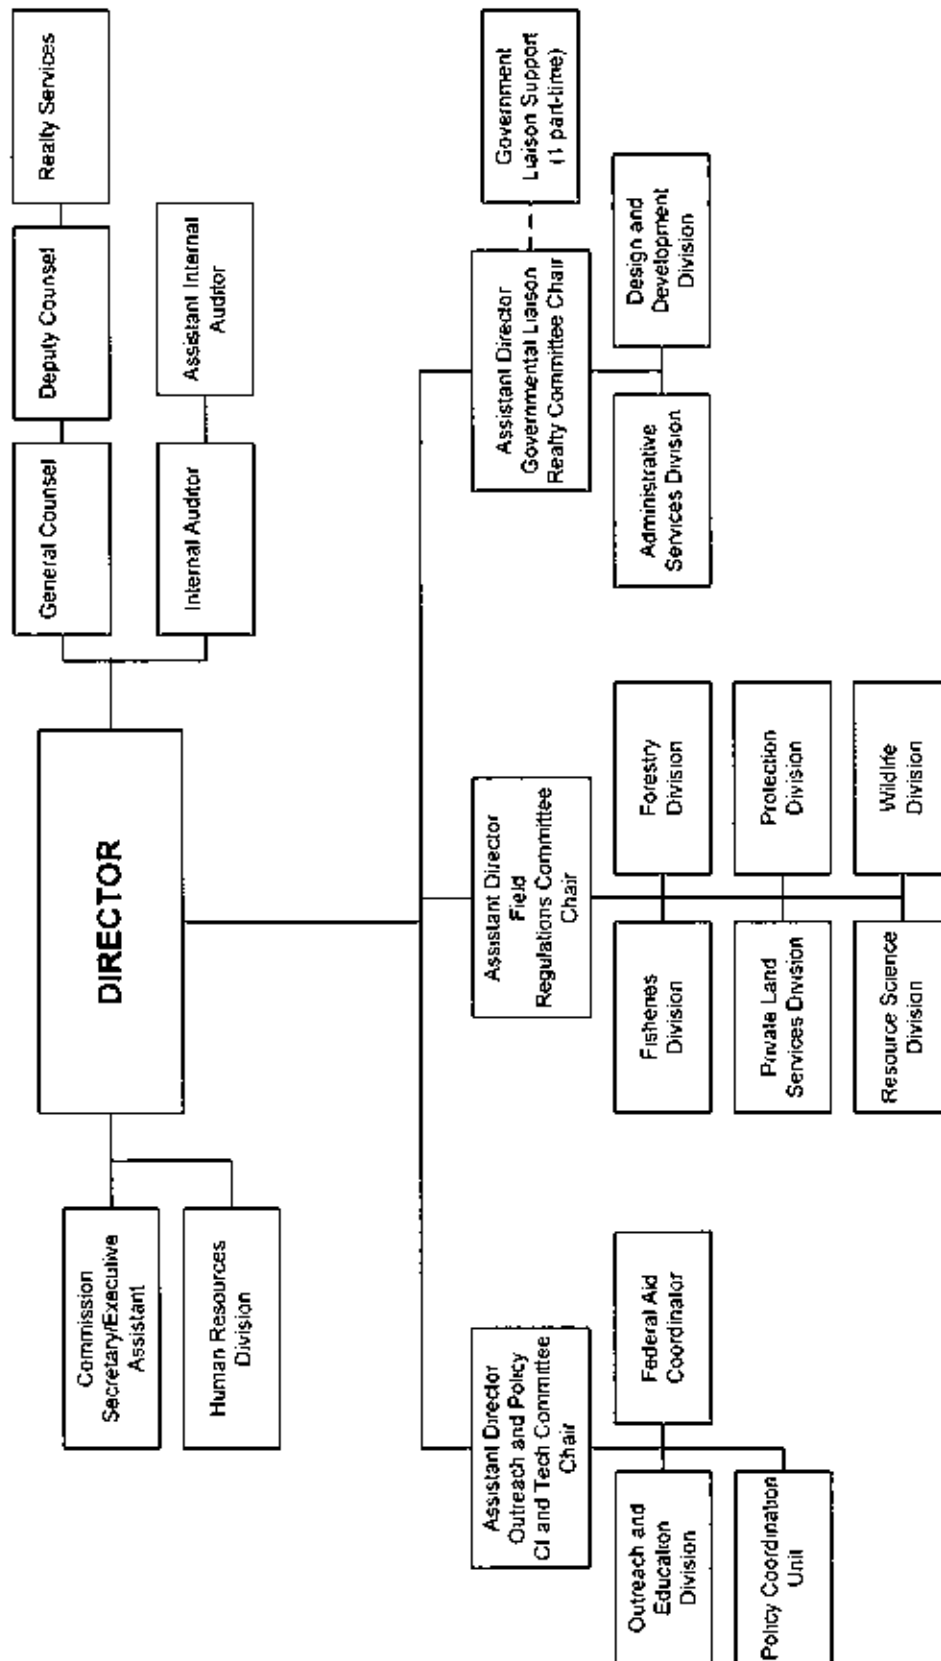 DIRECTOR
Commission
Secretary/Executive
Assistant
Human Resources
Division
General Counsel
Deputy Counsel
Realty Services
Internal Auditor
Assistant Internal
Auditor
Assistant Director
Outreach and Policy
CI and Tech Committee
Chair
Outreach and
Education
Division
Federal Aid
Coordinator
Policy Coordination
Unit
Assistant Director
Field
Regulations Committee
Chair
Fisheries
Division
Forestry
Division
Private Land
Services Division
Protection
Division
Resource Science
Division
Wildlife
Division
Assistant Director
Governmental Liaison
Realty Committee Chair
Government
Liaison Support
(1 part-time)
Administrative
Services Division
Design and
Development
Division